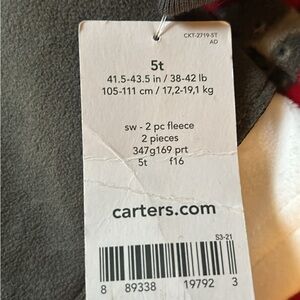 CKT-2719-5T
AO
5t
41.5-43.5 in / 38-42 lb
105-111 cm / 17,2-19,1 kg
sw - 2 pc fleece
2 pieces
347g169 prt
5t f16
carters.com
S3-21
8 89338 19792 3